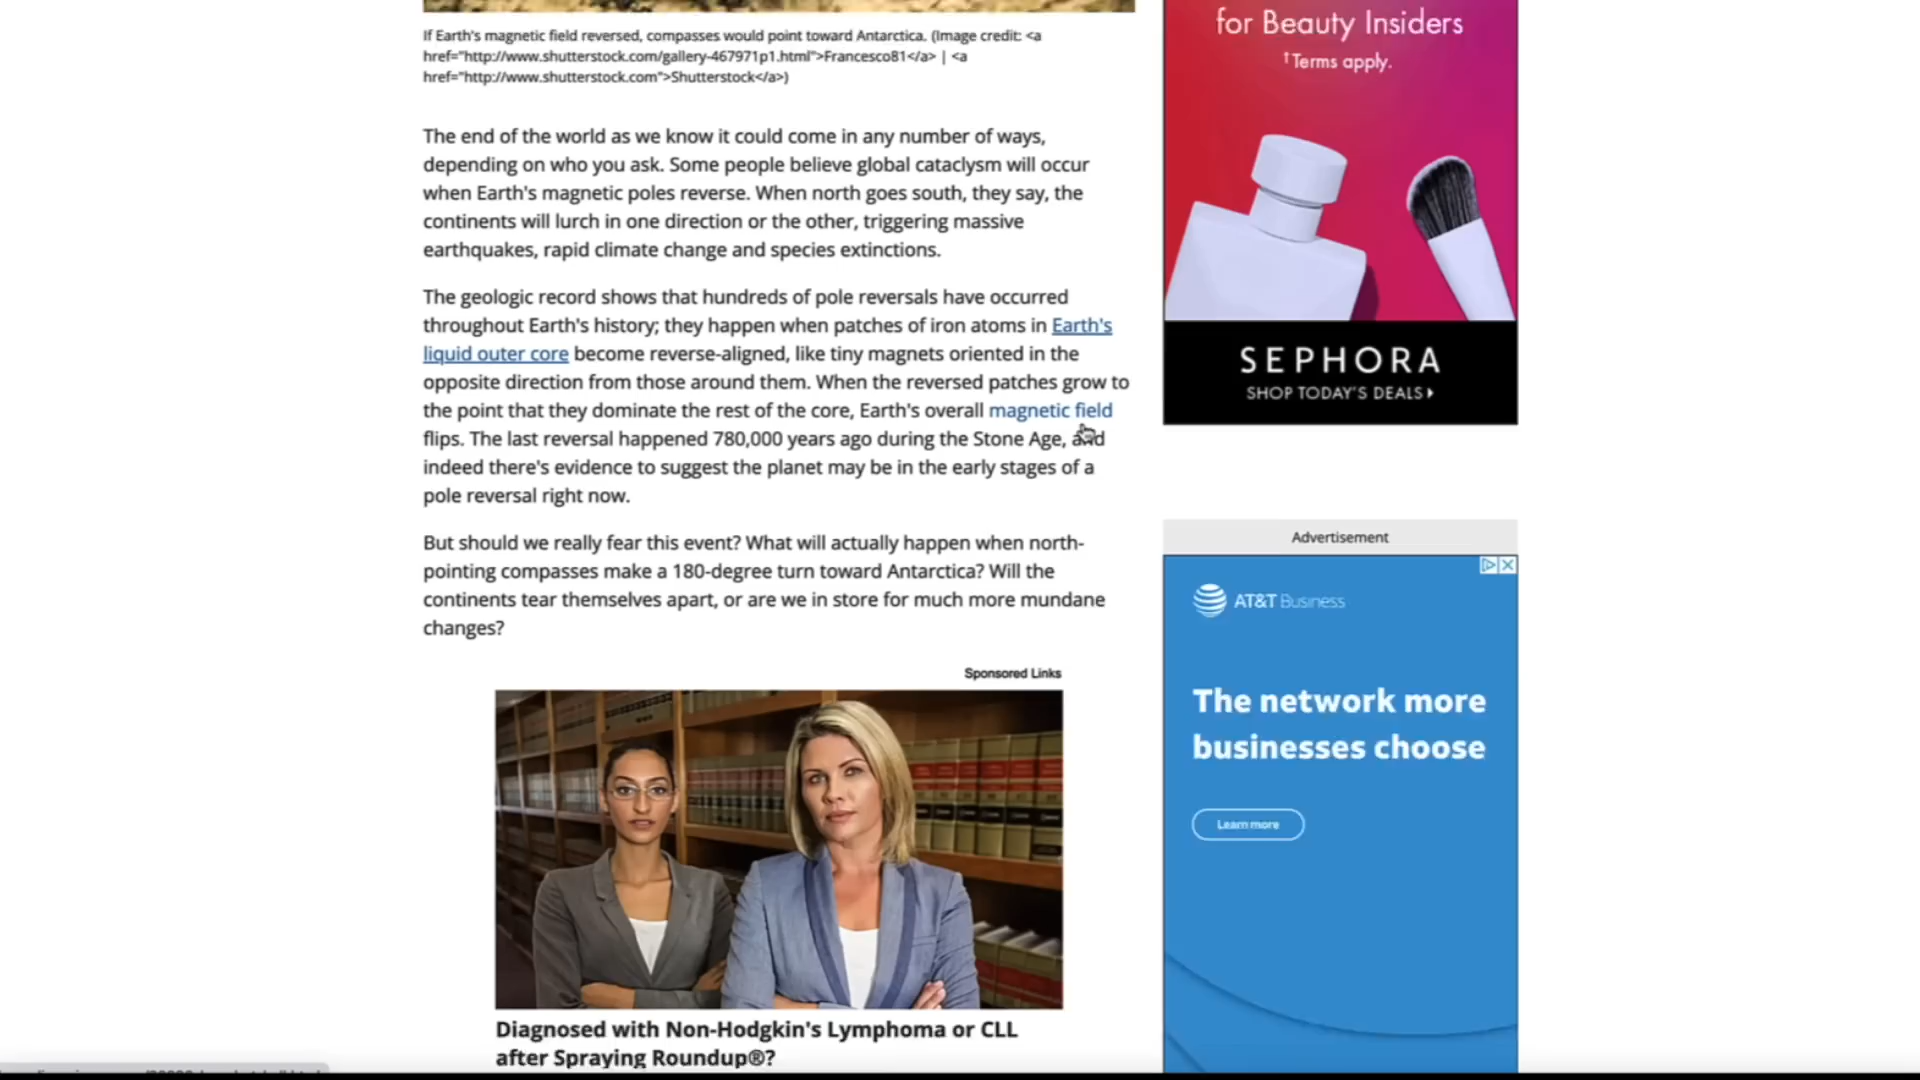 If Earth's magnetic field reversed, compasses would point toward Antarctica. (Image credit: <a
href="http://www.shutterstock.com/gallery-467971p1.html">Francesco81</a> | <a
href="http://www.shutterstock.com">Shutterstock</a>)
The end of the world as we know it could come in any number of ways,
depending on who you ask. Some people believe global cataclysm will occur
when Earth's magnetic poles reverse. When north goes south, they say, the
continents will lurch in one direction or the other, triggering massive
earthquakes, rapid climate change and species extinctions.
The geologic record shows that hundreds of pole reversals have occurred
throughout Earth's history; they happen when patches of iron atoms in Earth's
liquid outer core become reverse-aligned, like tiny magnets oriented in the
opposite direction from those around them. When the reversed patches grow to
the point that they dominate the rest of the core, Earth's overall magnetic field
flips. The last reversal happened 780,000 years ago during the Stone Age, and
indeed there's evidence to suggest the planet may be in the early stages of a
pole reversal right now.
But should we really fear this event? What will actually happen when north-
pointing compasses make a 180-degree turn toward Antarctica? Will the
continents tear themselves apart, or are we in store for much more mundane
changes?
Sponsored Links
Diagnosed with Non-Hodgkin's Lymphoma or CLL
after Spraying Roundup®?
for Beauty Insiders
†Terms apply.
SEPHORA
SHOP TODAY'S DEALS
Advertisement
AT&T Business
The network more
businesses choose
Learn more